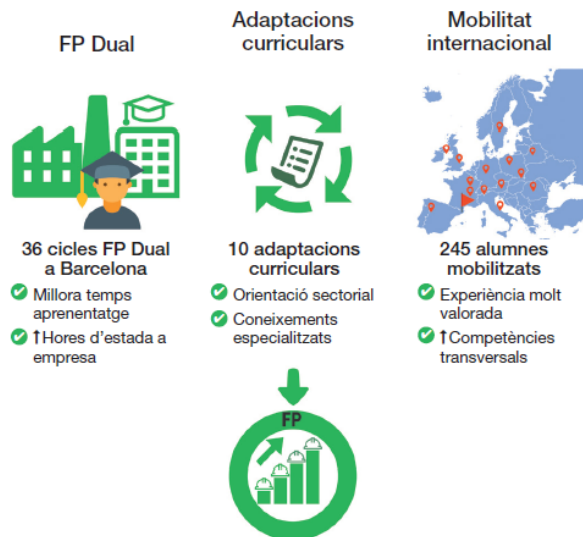 FP Dual
36 cicles FP Dual
a Barcelona
Millora temps
aprenentatge
↑Hores d'estada a
empresa
Adaptacions
curriculars
10 adaptacions
curriculars
Orientació sectorial
Coneixements
especialitzats
Mobilitat
internacional
245 alumnes
mobilitzats
Experiència molt
valorada
↑Competències
transversals
FP